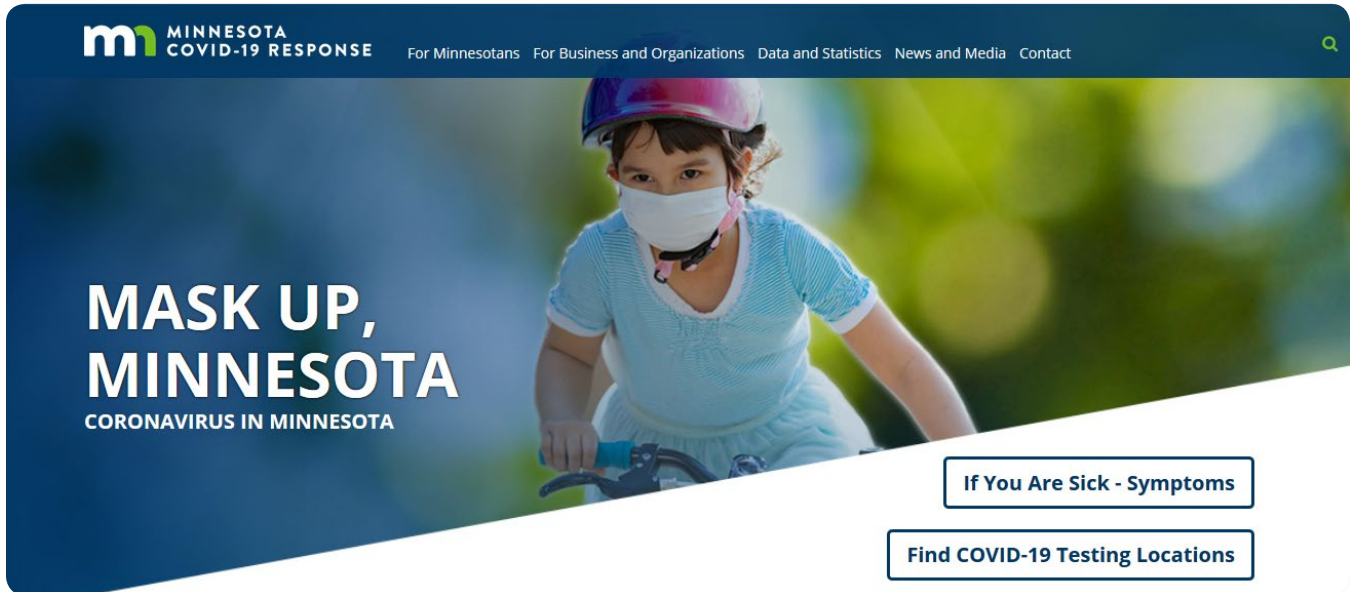 MINNESOTA
COVID-19 RESPONSE
For Minnesotans For Business and Organizations Data and Statistics News and Media Contact
MASK UP,
MINNESOTA
CORONAVIRUS IN MINNESOTA
If You Are Sick - Symptoms
Find COVID-19 Testing Locations